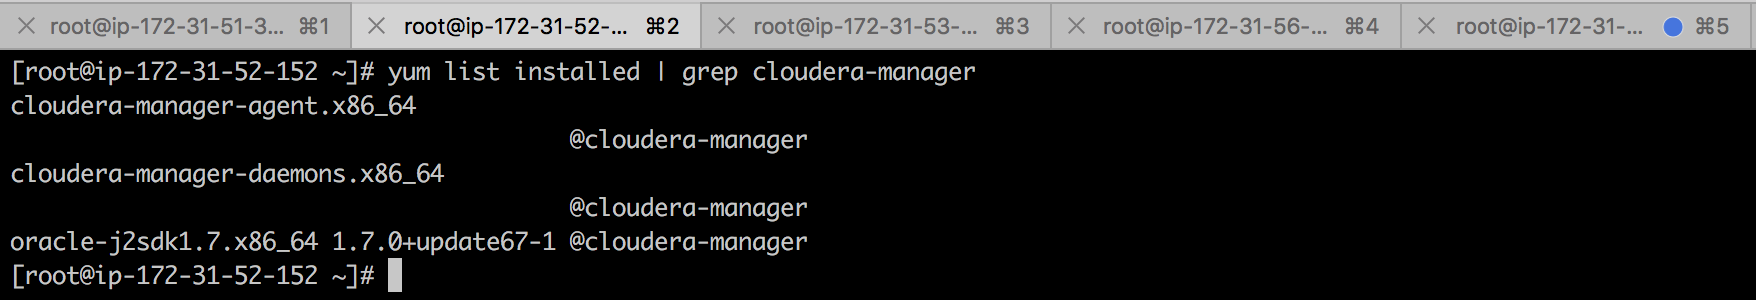 root@ip-172-31-51-3... ⌘1 root@ip-172-31-52-... ⌘2 root@ip-172-31-53-... ⌘3 root@ip-172-31-56-... ⌘4 root@ip-172-31-... ⌘5
[root@ip-172-31-52-152 ~]# yum list installed | grep cloudera-manager
cloudera-manager-agent.x86_64
@cloudera-manager
cloudera-manager-daemons.x86_64
@cloudera-manager
oracle-j2sdk1.7.x86_64 1.7.0+update67-1 @cloudera-manager
[root@ip-172-31-52-152 ~]#